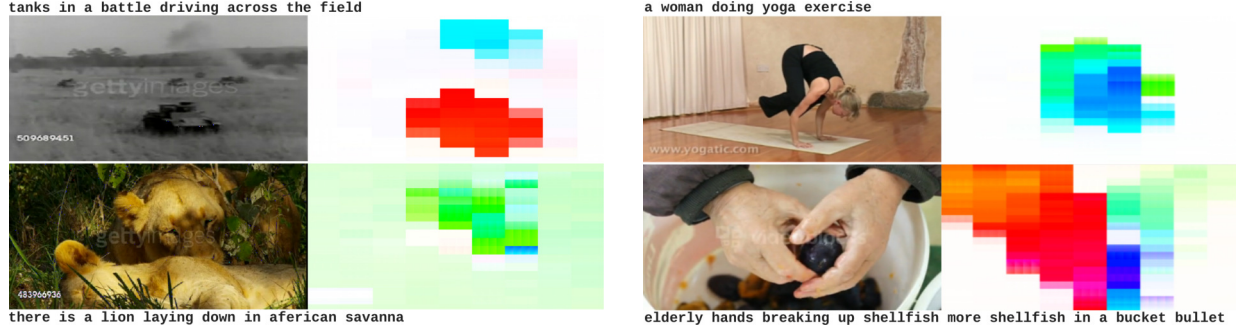 tanks in a battle driving across the field
a woman doing yoga exercise
gettyimages
509689451
www.yogatic.com
gettyimages
483966936
there is a lion laying down in aferican savanna
elderly hands breaking up shellfish more shellfish in a bucket bullet